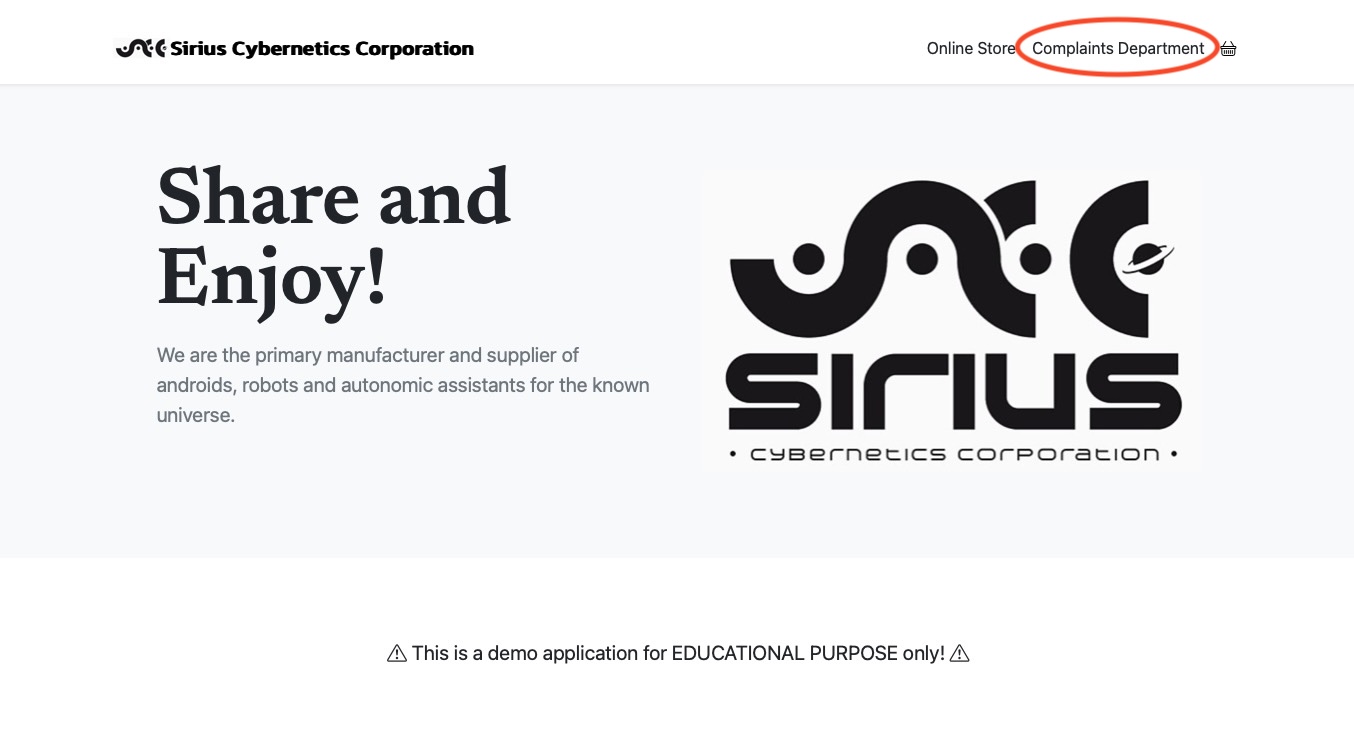 Sirius Cybernetics Corporation
Online Store
Complaints Department
Share and
Enjoy!
We are the primary manufacturer and supplier of
androids, robots and autonomic assistants for the known
universe.
sirius
• cybernetics corporation •
This is a demo application for EDUCATIONAL PURPOSE only!